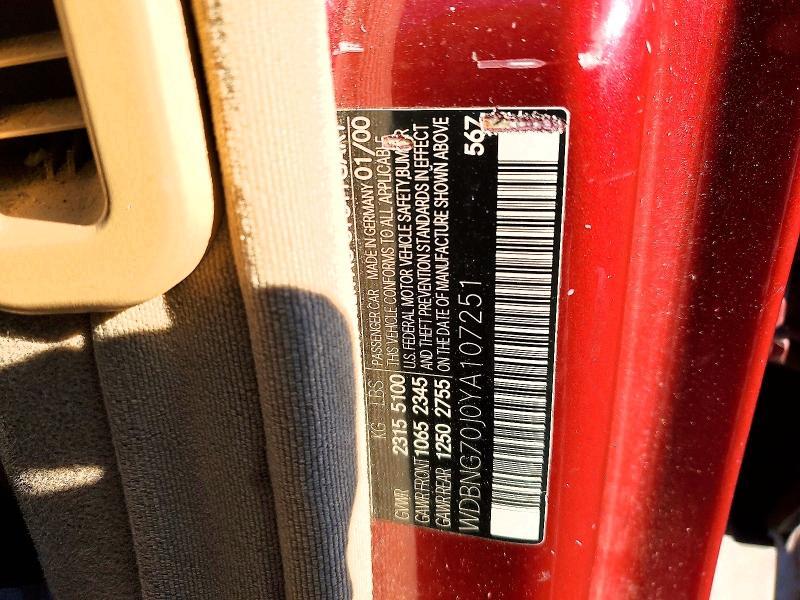 PASSENGER CAR MADE IN GERMANY 01/00
KG LBS THIS VEHICLE CONFORMS TO ALL APPLICABLE
GVWR 2315 5100 U.S. FEDERAL MOTOR VEHICLE SAFETY,
GAWR FRONT 1065 2345 AND THEFT PREVENTION STANDARDS IN EFFECT
GAWR REAR 1250 2755 ON THE DATE OF MANUFACTURE SHOWN ABOVE
WDBNG70J0YA107251 567